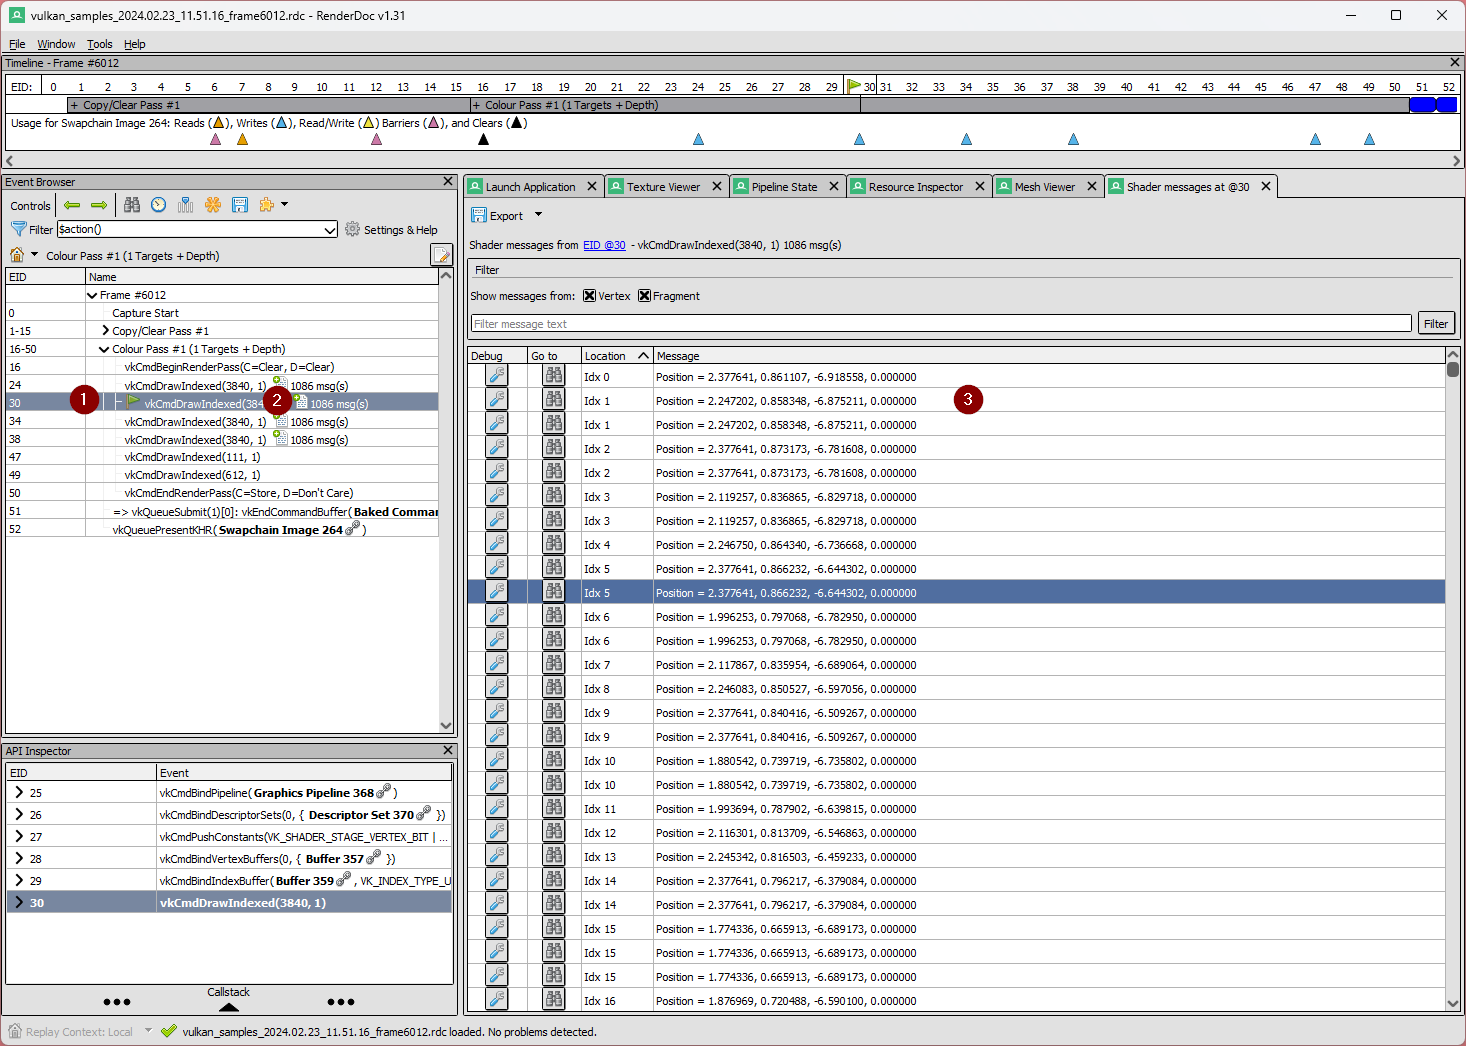 vulkan_samples_2024.02.23_11.51.16_frame6012.rdc - RenderDoc v1.31
File Window Tools Help
Timeline - Frame #6012
EID: 0 1 2 3 4 5 6 7 8 9 10 11 12 13 14 15 16 17 18 19 20 21 22 23 24 25 26 27 28 29 30 31 32 33 34 35 36 37 38 39 40 41 42 43 44 45 46 47 48 49 50 51 52
+ Copy/Clear Pass #1 + Colour Pass #1 (1 Targets + Depth)
Usage for Swapchain Image 264: Reads (▲), Writes (▲), Read/Write (▲) Barriers (▲), and Clears (▲)
Event Browser
Controls
Filter $action() Settings & Help
Colour Pass #1 (1 Targets + Depth)
EID Name
Frame #6012
0 Capture Start
1-15 Copy/Clear Pass #1
16-50 Colour Pass #1 (1 Targets + Depth)
16 vkCmdBeginRenderPass(C=Clear, D=Clear)
24 vkCmdDrawIndexed(3840, 1) 1086 msg(s)
30 1 vkCmdDrawIndexed(384 2 1086 msg(s)
34 vkCmdDrawIndexed(3840, 1) 1086 msg(s)
38 vkCmdDrawIndexed(3840, 1) 1086 msg(s)
47 vkCmdDrawIndexed(111, 1)
49 vkCmdDrawIndexed(612, 1)
50 vkCmdEndRenderPass(C=Store, D=Don't Care)
51 => vkQueueSubmit(1)[0]: vkEndCommandBuffer(Baked Comma
52 vkQueuePresentKHR(Swapchain Image 264)
API Inspector
EID Event
25 vkCmdBindPipeline(Graphics Pipeline 368)
26 vkCmdBindDescriptorSets(0, { Descriptor Set 370 })
27 vkCmdPushConstants(VK_SHADER_STAGE_VERTEX_BIT | ...
28 vkCmdBindVertexBuffers(0, { Buffer 357 })
29 vkCmdBindIndexBuffer(Buffer 359, VK_INDEX_TYPE_U
30 vkCmdDrawIndexed(3840, 1)
Callstack
Launch Application Texture Viewer Pipeline State Resource Inspector Mesh Viewer Shader messages at @30
Export
Shader messages from EID @30 - vkCmdDrawIndexed(3840, 1) 1086 msg(s)
Filter
Show messages from: Vertex Fragment
Filter message text Filter
Debug Go to Location Message
Idx 0 Position = 2.377641, 0.861107, -6.918558, 0.000000
Idx 1 Position = 2.247202, 0.858348, -6.875211, 0.000000 3
Idx 1 Position = 2.247202, 0.858348, -6.875211, 0.000000
Idx 2 Position = 2.377641, 0.873173, -6.781608, 0.000000
Idx 2 Position = 2.377641, 0.873173, -6.781608, 0.000000
Idx 3 Position = 2.119257, 0.836865, -6.829718, 0.000000
Idx 3 Position = 2.119257, 0.836865, -6.829718, 0.000000
Idx 4 Position = 2.246750, 0.864340, -6.736668, 0.000000
Idx 5 Position = 2.377641, 0.866232, -6.644302, 0.000000
Idx 5 Position = 2.377641, 0.866232, -6.644302, 0.000000
Idx 6 Position = 1.996253, 0.797068, -6.782950, 0.000000
Idx 6 Position = 1.996253, 0.797068, -6.782950, 0.000000
Idx 7 Position = 2.117867, 0.835954, -6.689064, 0.000000
Idx 8 Position = 2.246083, 0.850527, -6.597056, 0.000000
Idx 9 Position = 2.377641, 0.840416, -6.509267, 0.000000
Idx 9 Position = 2.377641, 0.840416, -6.509267, 0.000000
Idx 10 Position = 1.880542, 0.739719, -6.735802, 0.000000
Idx 10 Position = 1.880542, 0.739719, -6.735802, 0.000000
Idx 11 Position = 1.993694, 0.787902, -6.639815, 0.000000
Idx 12 Position = 2.116301, 0.813709, -6.546863, 0.000000
Idx 13 Position = 2.245342, 0.816503, -6.459233, 0.000000
Idx 14 Position = 2.377641, 0.796217, -6.379084, 0.000000
Idx 14 Position = 2.377641, 0.796217, -6.379084, 0.000000
Idx 15 Position = 1.774336, 0.665913, -6.689173, 0.000000
Idx 15 Position = 1.774336, 0.665913, -6.689173, 0.000000
Idx 15 Position = 1.774336, 0.665913, -6.689173, 0.000000
Idx 16 Position = 1.876969, 0.720488, -6.590100, 0.000000
Replay Context: Local vulkan_samples_2024.02.23_11.51.16_frame6012.rdc loaded. No problems detected.